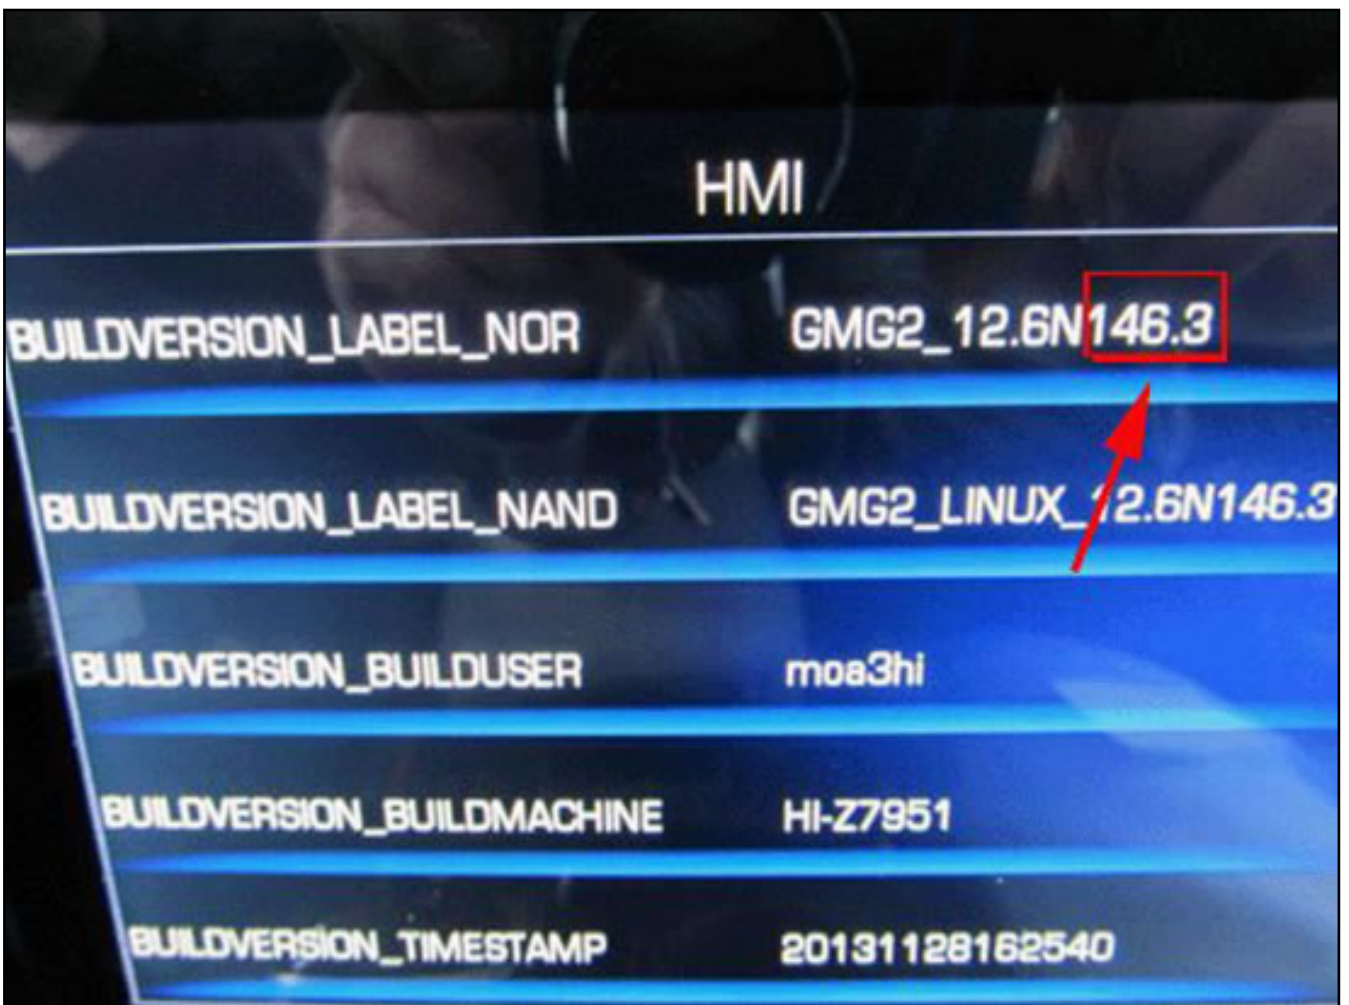 HMI
BUILDVERSION_LABEL_NOR GMG2_12.6N146.3
BUILDVERSION_LABEL_NAND GMG2_LINUX_12.6N146.3
BUILDVERSION_BUILDUSER moa3hi
BUILDVERSION_BUILDMACHINE HI-Z7951
BUILDVERSION_TIMESTAMP 20131128162540